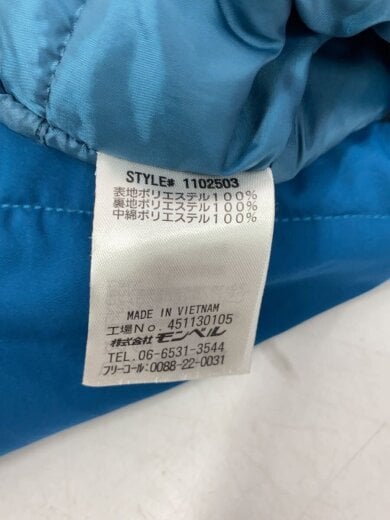 STYLE# 1102503
表地ポリエステル100%
裏地ポリエステル100%
中綿ポリエステル100%
MADE IN VIETNAM
工場No. 451130105
株式会社モンベル
TEL. 06-6531-3544
フリーコール: 0088-22-0031